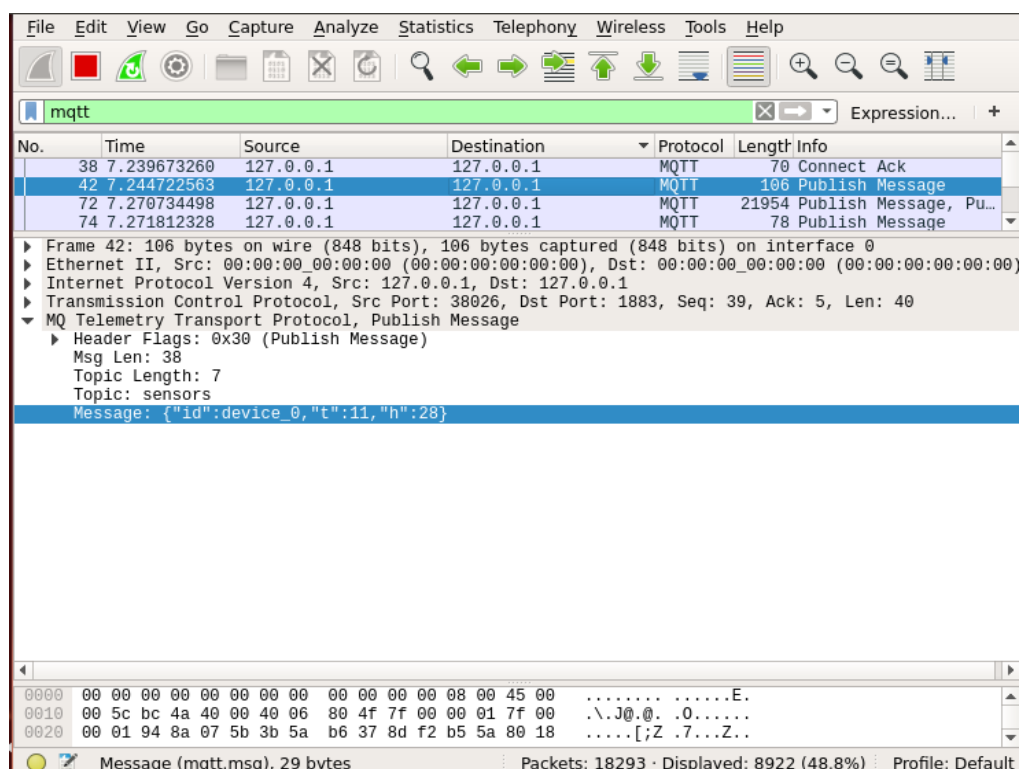 File Edit View Go Capture Analyze Statistics Telephony Wireless Tools Help
mqtt Expression... +
No. Time Source Destination Protocol Length Info
38 7.239673260 127.0.0.1 127.0.0.1 MQTT 70 Connect Ack
42 7.244722563 127.0.0.1 127.0.0.1 MQTT 106 Publish Message
72 7.270734498 127.0.0.1 127.0.0.1 MQTT 21954 Publish Message, Pu…
74 7.271812328 127.0.0.1 127.0.0.1 MQTT 78 Publish Message
Frame 42: 106 bytes on wire (848 bits), 106 bytes captured (848 bits) on interface 0
Ethernet II, Src: 00:00:00_00:00:00 (00:00:00:00:00:00), Dst: 00:00:00_00:00:00 (00:00:00:00:00:00)
Internet Protocol Version 4, Src: 127.0.0.1, Dst: 127.0.0.1
Transmission Control Protocol, Src Port: 38026, Dst Port: 1883, Seq: 39, Ack: 5, Len: 40
MQ Telemetry Transport Protocol, Publish Message
Header Flags: 0x30 (Publish Message)
Msg Len: 38
Topic Length: 7
Topic: sensors
Message: {"id":device_0,"t":11,"h":28}
0000 00 00 00 00 00 00 00 00 00 00 00 00 08 00 45 00 ........ ......E.
0010 00 5c bc 4a 40 00 40 06 80 4f 7f 00 00 01 7f 00 .\.J@.@. .O......
0020 00 01 94 8a 07 5b 3b 5a b6 37 8d f2 b5 5a 80 18 .....[;Z .7...Z..
Message (mqtt.msg), 29 bytes Packets: 18293 · Displayed: 8922 (48.8%) Profile: Default